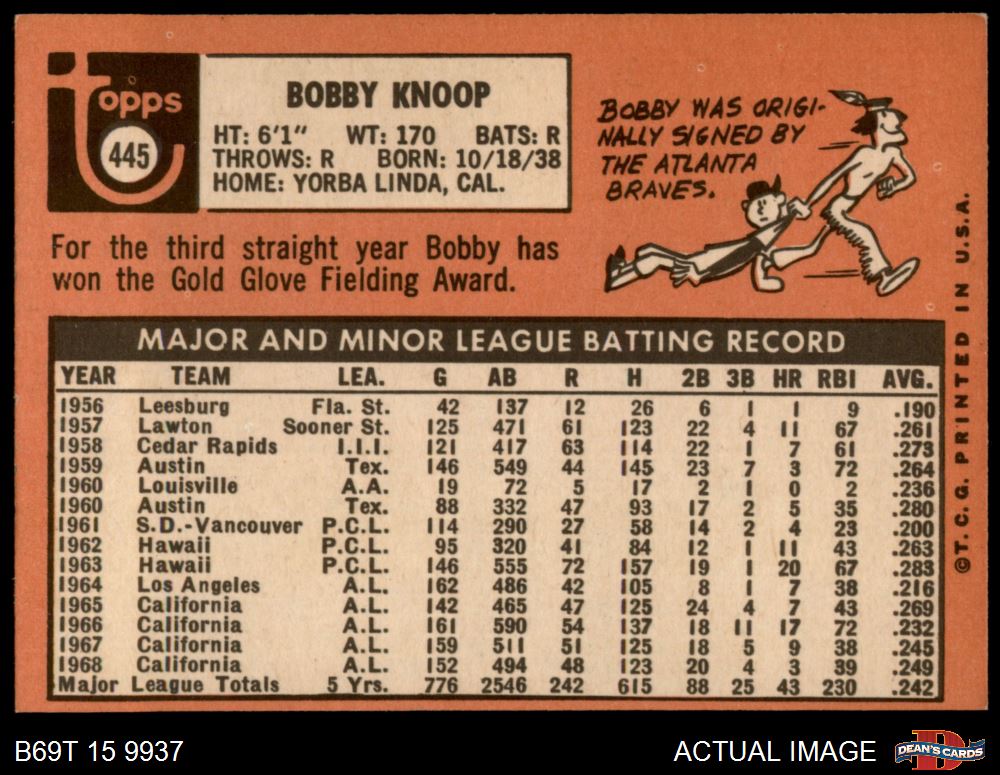 topps
445
BOBBY KNOOP
HT: 6'1" WT: 170 BATS: R
THROWS: R BORN: 10/18/38
HOME: YORBA LINDA, CAL.
BOBBY WAS ORIGI-
NALLY SIGNED BY
THE ATLANTA
BRAVES.
For the third straight year Bobby has
won the Gold Glove Fielding Award.
MAJOR AND MINOR LEAGUE BATTING RECORD
YEAR TEAM LEA. G AB R H 2B 3B HR RBI AVG.
1956 Leesburg Fla. St. 42 137 12 26 6 1 1 9 .190
1957 Lawton Sooner St. 125 471 61 123 22 4 11 67 .261
1958 Cedar Rapids I.I.I. 121 417 63 114 22 1 7 61 .273
1959 Austin Tex. 146 549 44 145 23 7 3 72 .264
1960 Louisville A.A. 19 72 5 17 2 1 0 2 .236
1960 Austin Tex. 88 332 47 93 17 2 5 35 .280
1961 S.D.-Vancouver P.C.L. 114 290 27 58 14 2 4 23 .200
1962 Hawaii P.C.L. 95 320 41 84 12 1 11 43 .263
1963 Hawaii P.C.L. 146 555 72 157 19 1 20 67 .283
1964 Los Angeles A.L. 162 486 42 105 8 1 7 38 .216
1965 California A.L. 142 465 47 125 24 4 7 43 .269
1966 California A.L. 161 590 54 137 18 11 17 72 .232
1967 California A.L. 159 511 51 125 18 5 9 38 .245
1968 California A.L. 152 494 48 123 20 4 3 39 .249
Major League Totals 5 Yrs. 776 2546 242 615 88 25 43 230 .242
©T. C. G. PRINTED IN U.S.A.
B69T 15 9937
ACTUAL IMAGE
DEAN'S CARDS